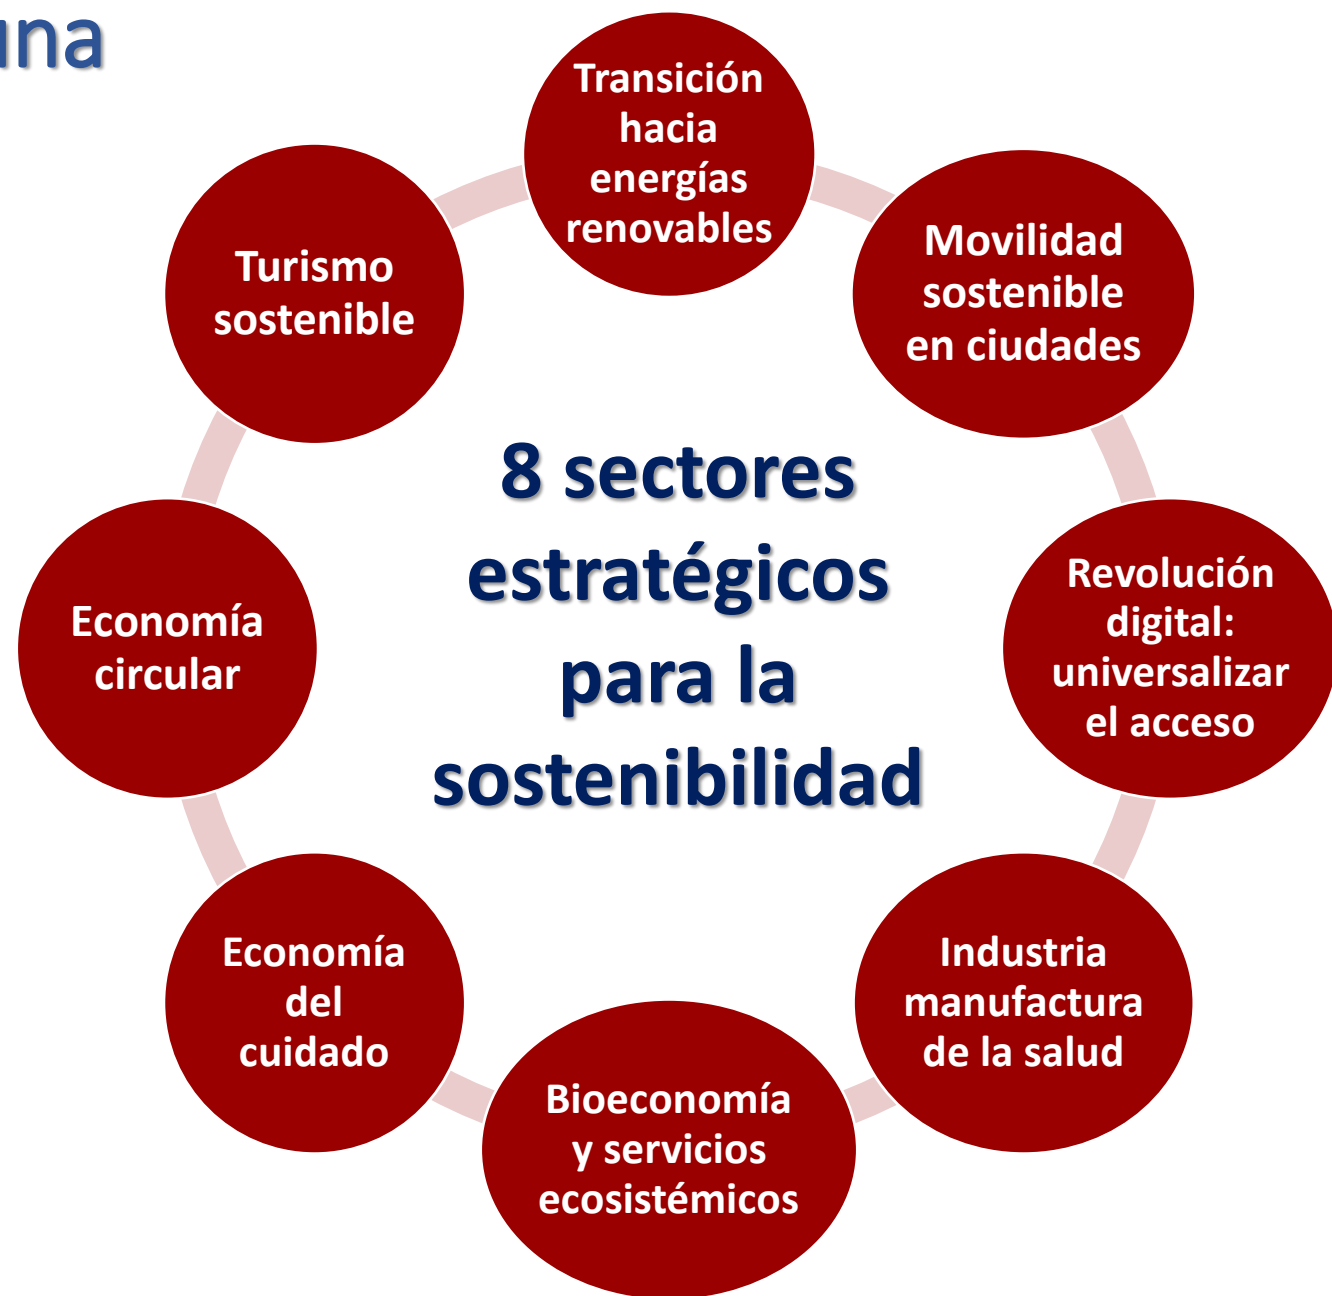 una
Transición
hacia
energías
renovables
Movilidad
sostenible
en ciudades
Revolución
digital:
universalizar
el acceso
Industria
manufactura
de la salud
Bioeconomía
y servicios
ecosistémicos
Economía
del
cuidado
Economía
circular
Turismo
sostenible
8 sectores
estratégicos
para la
sostenibilidad